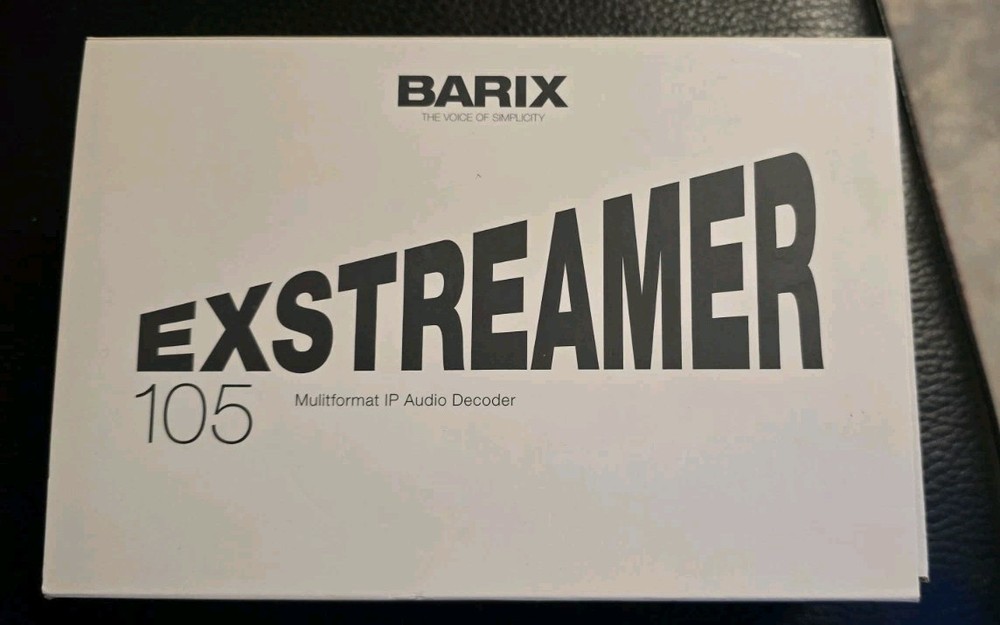 BARIX
THE VOICE OF SIMPLICITY
EXSTREAMER
105 Mulitformat IP Audio Decoder